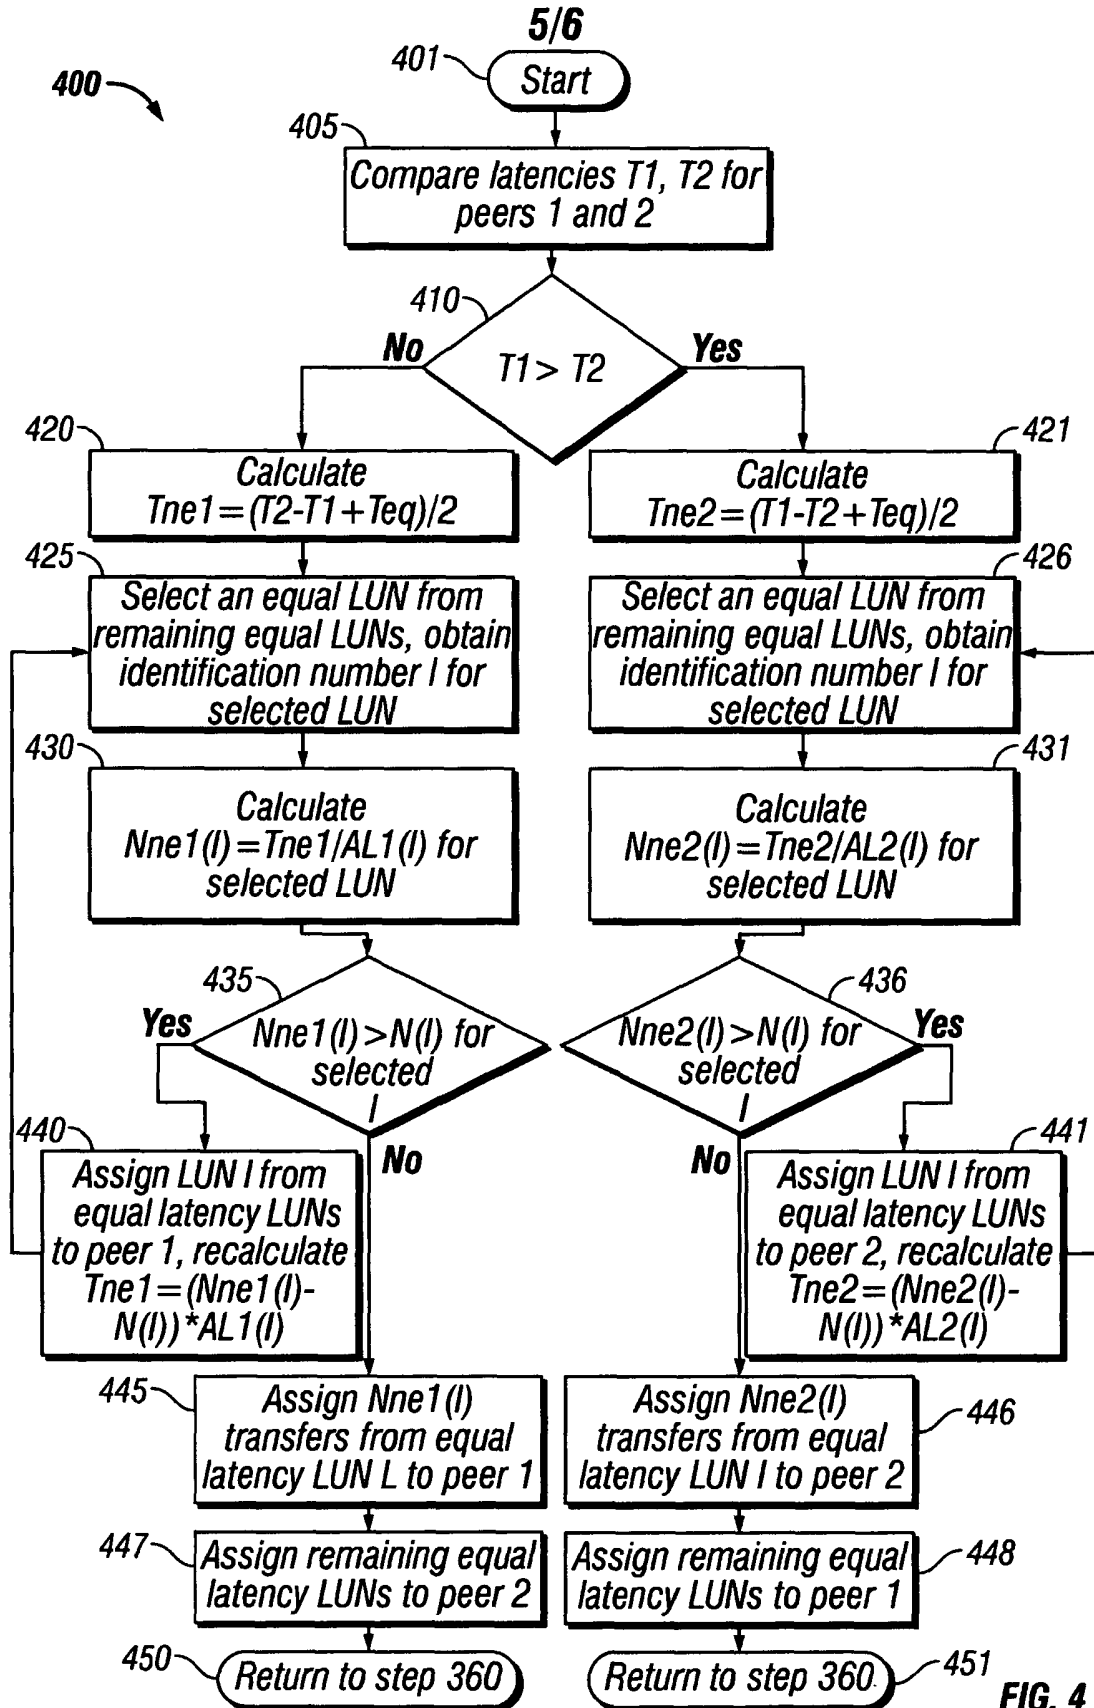 5/6
400
401
Start
405
Compare latencies T1, T2 for
peers 1 and 2
410
T1 > T2
No
Yes
420
Calculate
Tne1=(T2-T1+Teq)/2
421
Calculate
Tne2=(T1-T2+Teq)/2
425
Select an equal LUN from
remaining equal LUNs, obtain
identification number I for
selected LUN
426
Select an equal LUN from
remaining equal LUNs, obtain
identification number I for
selected LUN
430
Calculate
Nne1(I)=Tne1/AL1(I) for
selected LUN
431
Calculate
Nne2(I)=Tne2/AL2(I) for
selected LUN
435
Nne1(I)>N(I) for
selected
I
Yes
No
436
Nne2(I)>N(I) for
selected
I
Yes
No
440
Assign LUN I from
equal latency LUNs
to peer 1, recalculate
Tne1=(Nne1(I)-
N(I))*AL1(I)
441
Assign LUN I from
equal latency LUNs
to peer 2, recalculate
Tne2=(Nne2(I)-
N(I))*AL2(I)
445
Assign Nne1(I)
transfers from equal
latency LUN L to peer 1
446
Assign Nne2(I)
transfers from equal
latency LUN I to peer 2
447
Assign remaining equal
latency LUNs to peer 2
448
Assign remaining equal
latency LUNs to peer 1
450
Return to step 360
451
Return to step 360.
FIG. 4